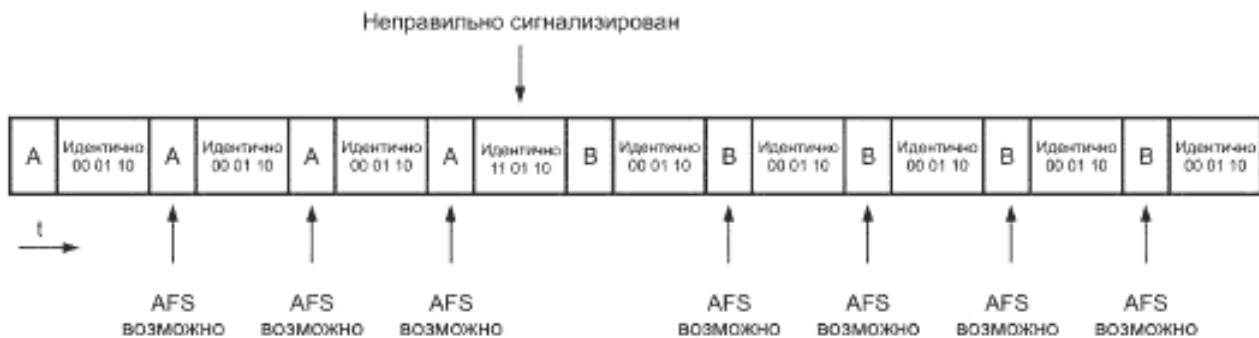 Неправильно сигнализирован
A Идентично 00 01 10 A Идентично 00 01 10 A Идентично 00 01 10 A Идентично 11 01 10 B Идентично 00 01 10 B Идентично 00 01 10 B Идентично 00 01 10 B Идентично 00 01 10 B Идентично 00 01 10
t
AFS AFS AFS AFS AFS AFS AFS
возможно возможно возможно возможно возможно возможно возможно